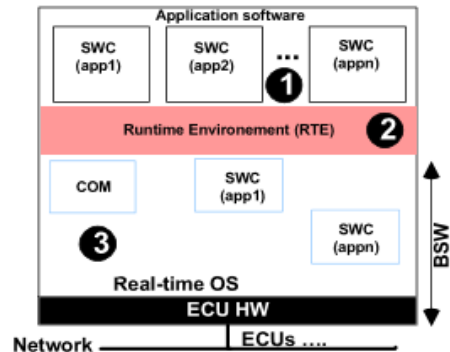 Application software
SWC
(app1)
SWC
(app2)
...
SWC
(appn)
1
Runtime Environement (RTE)
2
COM
SWC
(app1)
SWC
(appn)
3
BSW
Real-time OS
ECU HW
Network
ECUs ....